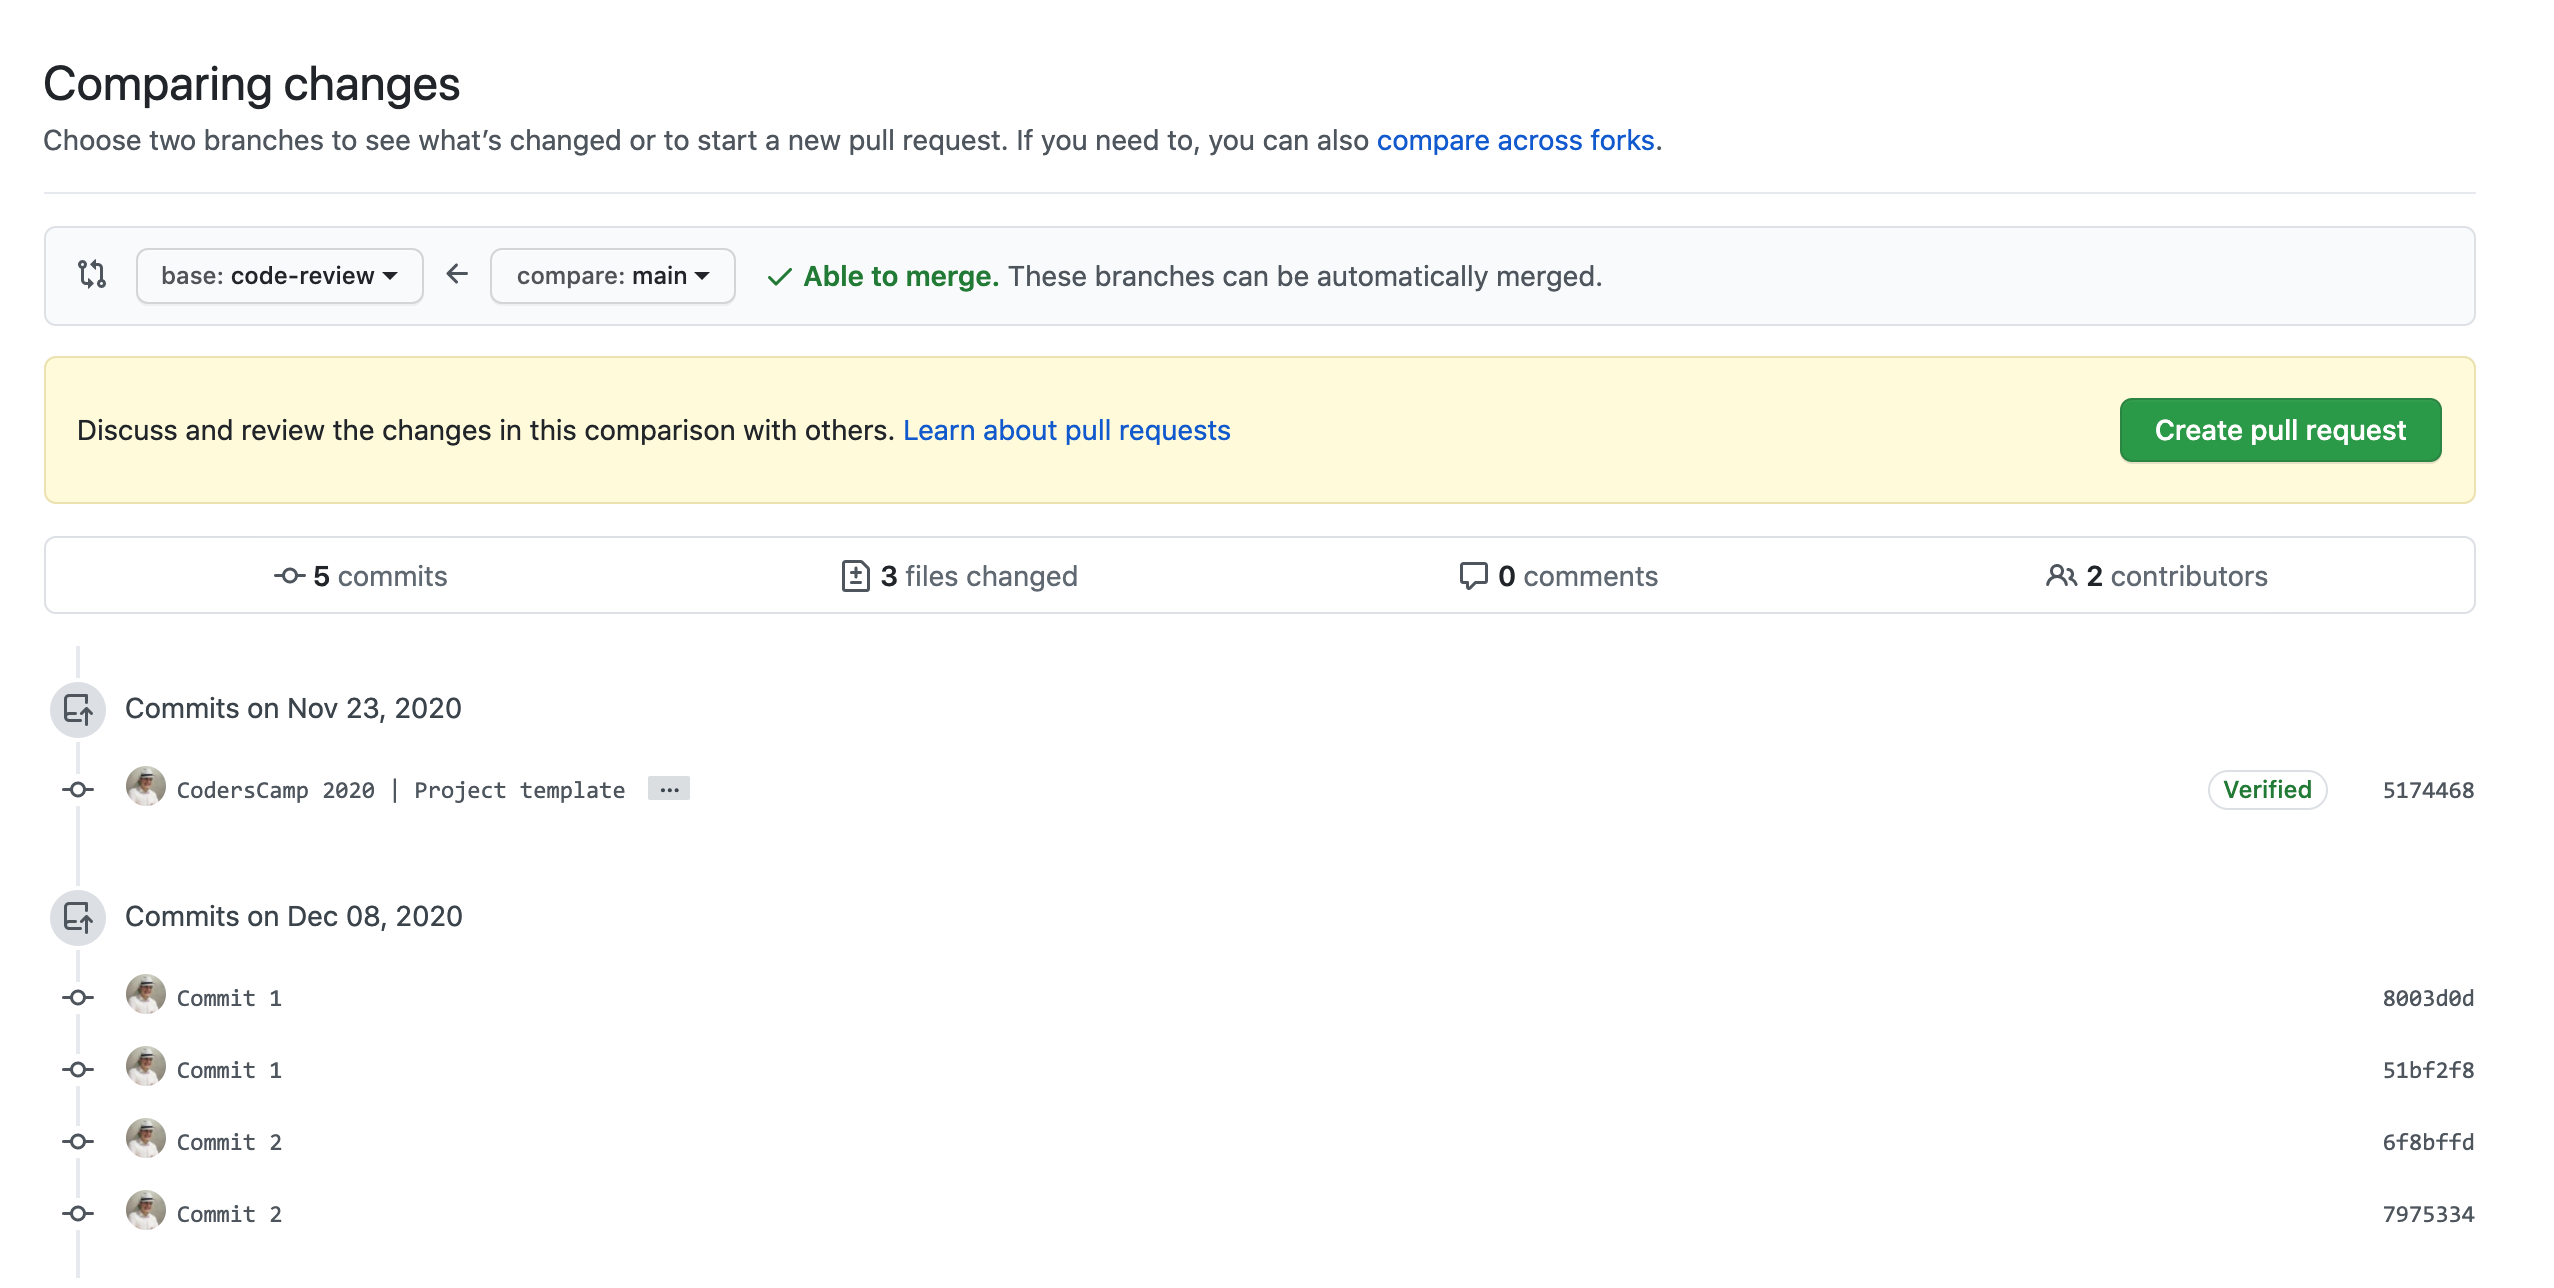 Comparing changes
Choose two branches to see what’s changed or to start a new pull request. If you need to, you can also compare across forks.
base: code-review compare: main Able to merge. These branches can be automatically merged.
Discuss and review the changes in this comparison with others. Learn about pull requests Create pull request
5 commits 3 files changed 0 comments 2 contributors
Commits on Nov 23, 2020
CodersCamp 2020 | Project template … Verified 5174468
Commits on Dec 08, 2020
Commit 1 8003d0d
Commit 1 51bf2f8
Commit 2 6f8bffd
Commit 2 7975334